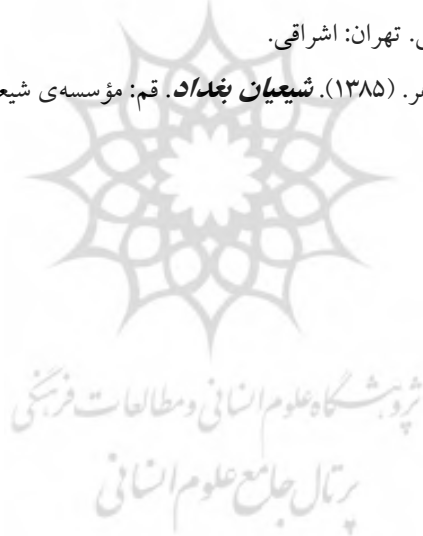 . تهران: اشراقی.
ر. (۱۳۸۵). شیعیان بغداد. قم: مؤسسه‌ی شیع
پژوهشگاه علوم انسانی و مطالعات فرهنگی
پرتال جامع علوم انسانی